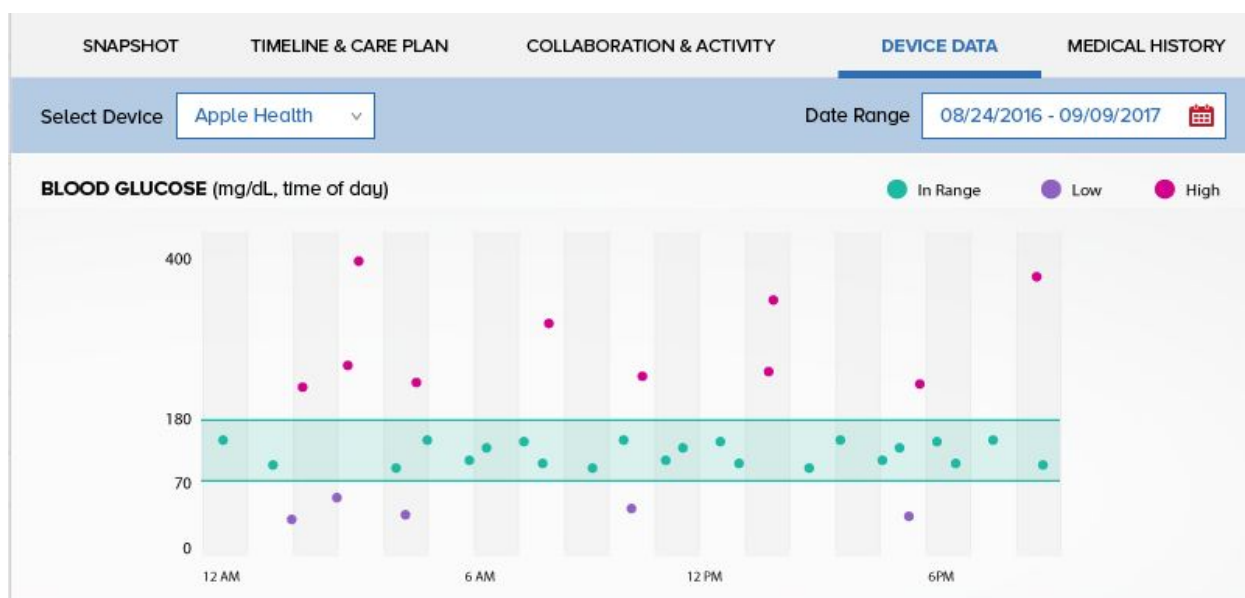 SNAPSHOT TIMELINE & CARE PLAN COLLABORATION & ACTIVITY DEVICE DATA MEDICAL HISTORY
Select Device Apple Health Date Range 08/24/2016 - 09/09/2017
BLOOD GLUCOSE (mg/dL, time of day) In Range Low High
400
180
70
0
12 AM 6 AM 12 PM 6PM